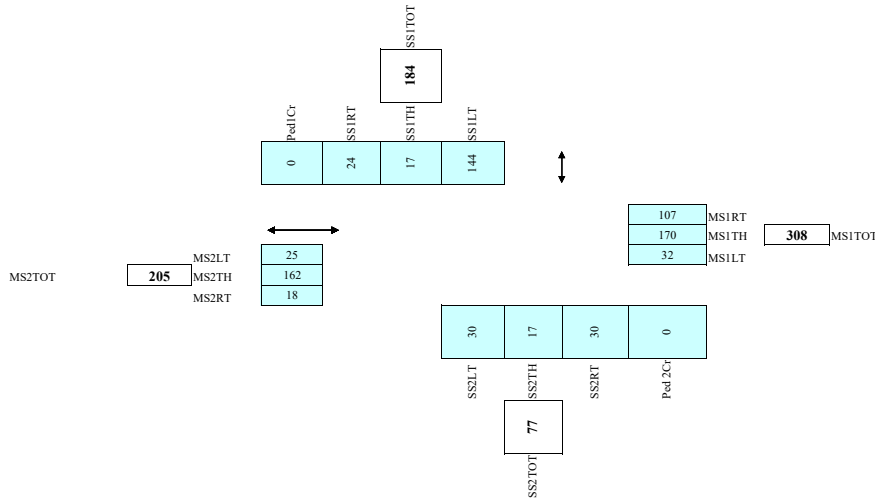 SS1TOT
184
Ped1Cr SS1RT SS1TH SS1LT
0 24 17 144
107 MS1RT
170 MS1TH 308 MS1TOT
32 MS1LT
MS2LT 25
MS2TOT 205 MS2TH 162
MS2RT 18
30 17 30 0
SS2LT SS2TH SS2RT Ped 2Cr
77
SS2TOT